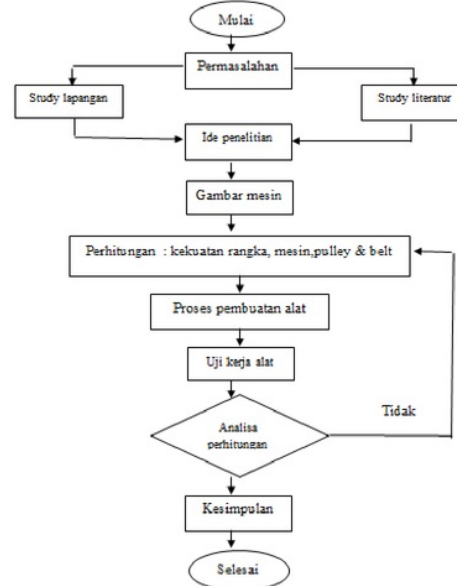 Mulai
Permasalahan
Study lapangan
Study literatur
Ide penelitian
Gambar mesin
Perhitungan : kekuatan rangka, mesin,pulley & belt
Proses pembuatan alat
Uji kerja alat
Tidak
Analisa
perhitungan
Kesimpulan
Selesai